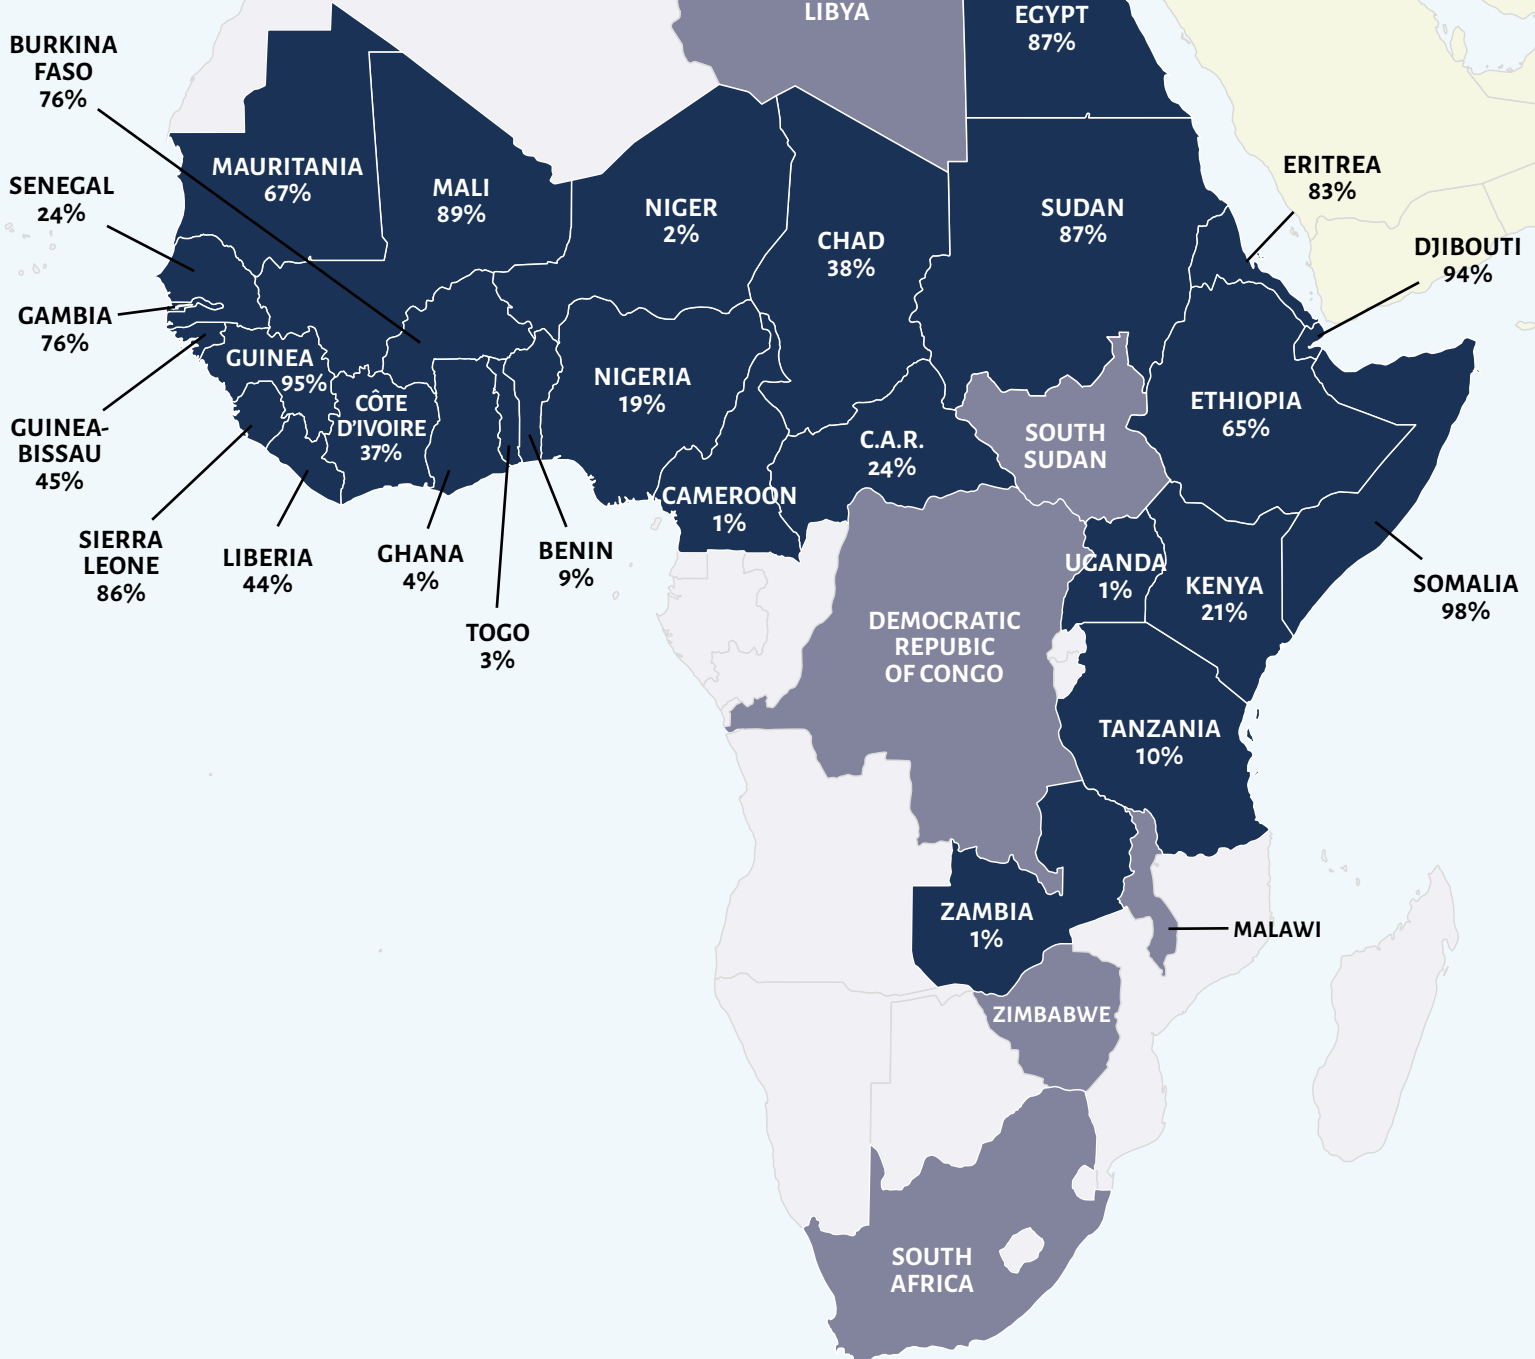 LIBYA
EGYPT
87%
BURKINA
FASO
76%
MAURITANIA
67%
MALI
89%
SENEGAL
24%
NIGER
2%
CHAD
38%
SUDAN
87%
ERITREA
83%
DJIBOUTI
94%
GAMBIA
76%
GUINEA
95%
CÔTE
D'IVOIRE
37%
NIGERIA
19%
ETHIOPIA
65%
C.A.R.
24%
SOUTH
SUDAN
GUINEA-
BISSAU
45%
CAMEROON
1%
SIERRA
LEONE
86%
LIBERIA
44%
GHANA
4%
BENIN
9%
TOGO
3%
UGANDA
1%
KENYA
21%
SOMALIA
98%
DEMOCRATIC
REPUBIC
OF CONGO
TANZANIA
10%
ZAMBIA
1%
MALAWI
ZIMBABWE
SOUTH
AFRICA